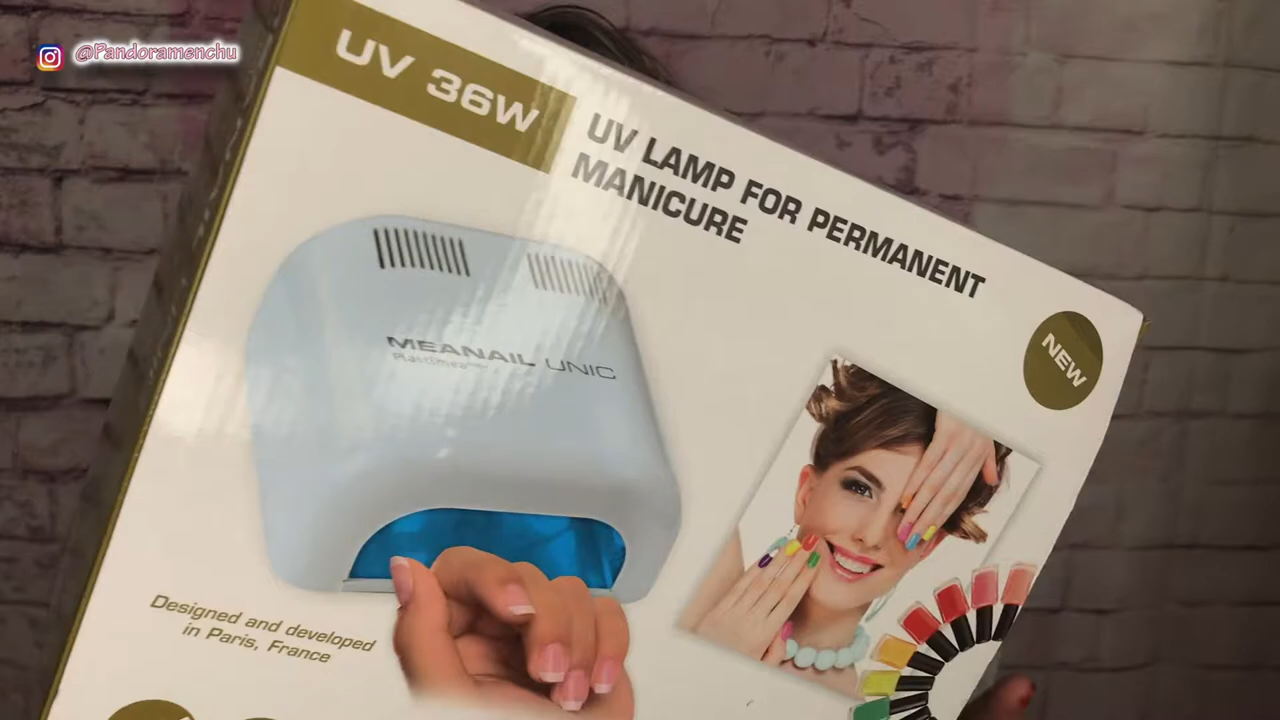 @Pandoramenchu
UV 36W
UV LAMP FOR PERMANENT
MANICURE
NEW
MEANAIL UNIC
Designed and developed
in Paris, France